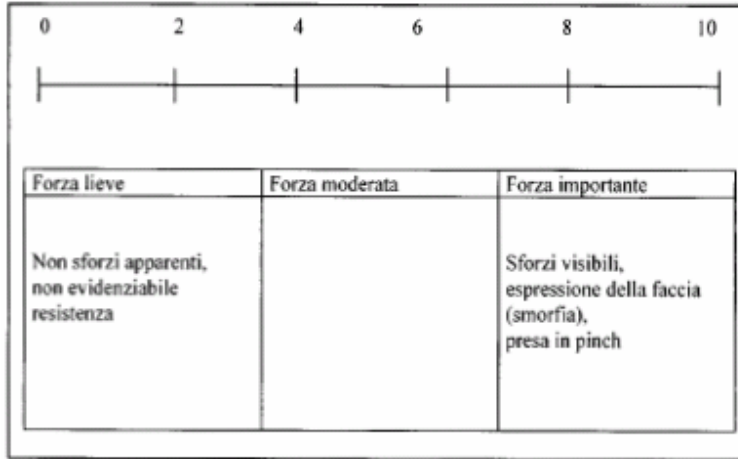 0 2 4 6 8 10
Forza lieve Forza moderata Forza importante
Non sforzi apparenti,
non evidenziabile
resistenza
Sforzi visibili,
espressione della faccia
(smorfia),
presa in pinch